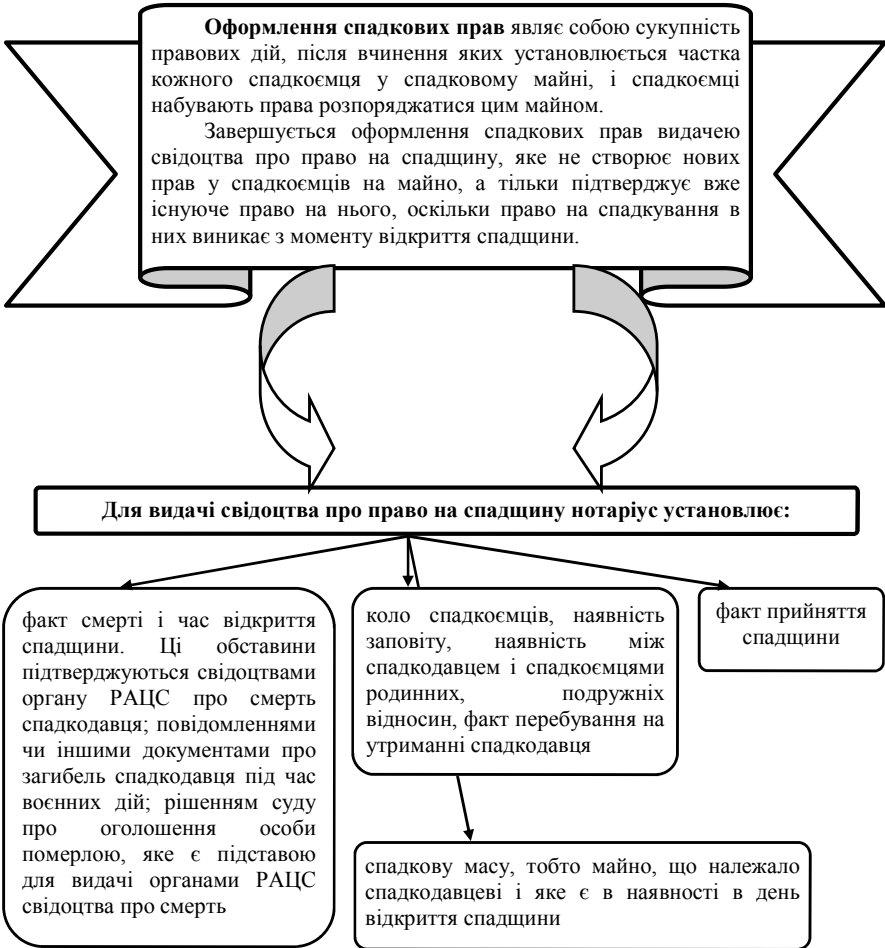 Оформлення спадкових прав являє собою сукупність
правових дій, після вчинення яких установлюється частка
кожного спадкоємця у спадковому майні, і спадкоємці
набувають права розпоряджатися цим майном.
Завершується оформлення спадкових прав видачею
свідоцтва про право на спадщину, яке не створює нових
прав у спадкоємців на майно, а тільки підтверджує вже
існуюче право на нього, оскільки право на спадкування в
них виникає з моменту відкриття спадщини.
Для видачі свідоцтва про право на спадщину нотаріус установлює:
факт смерті і час відкриття
спадщини. Ці обставини
підтверджуються свідоцтвами
органу РАЦС про смерть
спадкодавця; повідомленнями
чи іншими документами про
загибель спадкодавця під час
воєнних дій; рішенням суду
про оголошення особи
померлою, яке є підставою
для видачі органами РАЦС
свідоцтва про смерть
коло спадкоємців, наявність
заповіту, наявність між
спадкодавцем і спадкоємцями
родинних, подружніх
відносин, факт перебування на
утриманні спадкодавця
факт прийняття
спадщини
спадкову масу, тобто майно, що належало
спадкодавцеві і яке є в наявності в день
відкриття спадщини